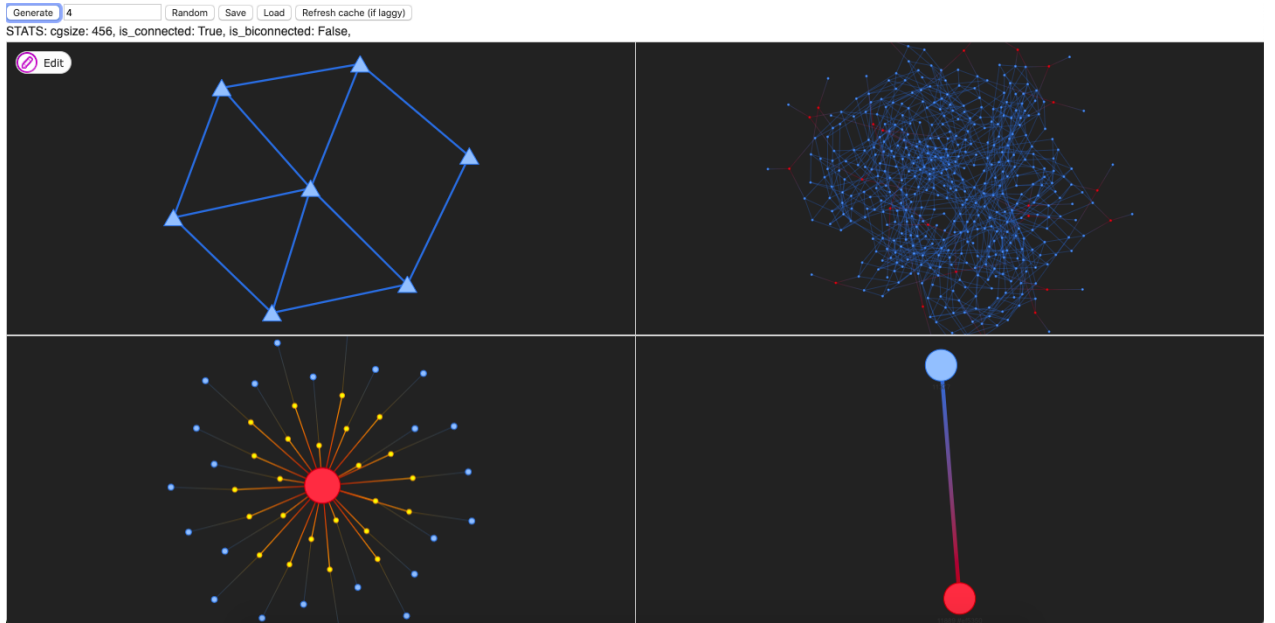 Generate 4 Random Save Load Refresh cache (if laggy)
STATS: cgsize: 456, is_connected: True, is_biconnected: False,
Edit